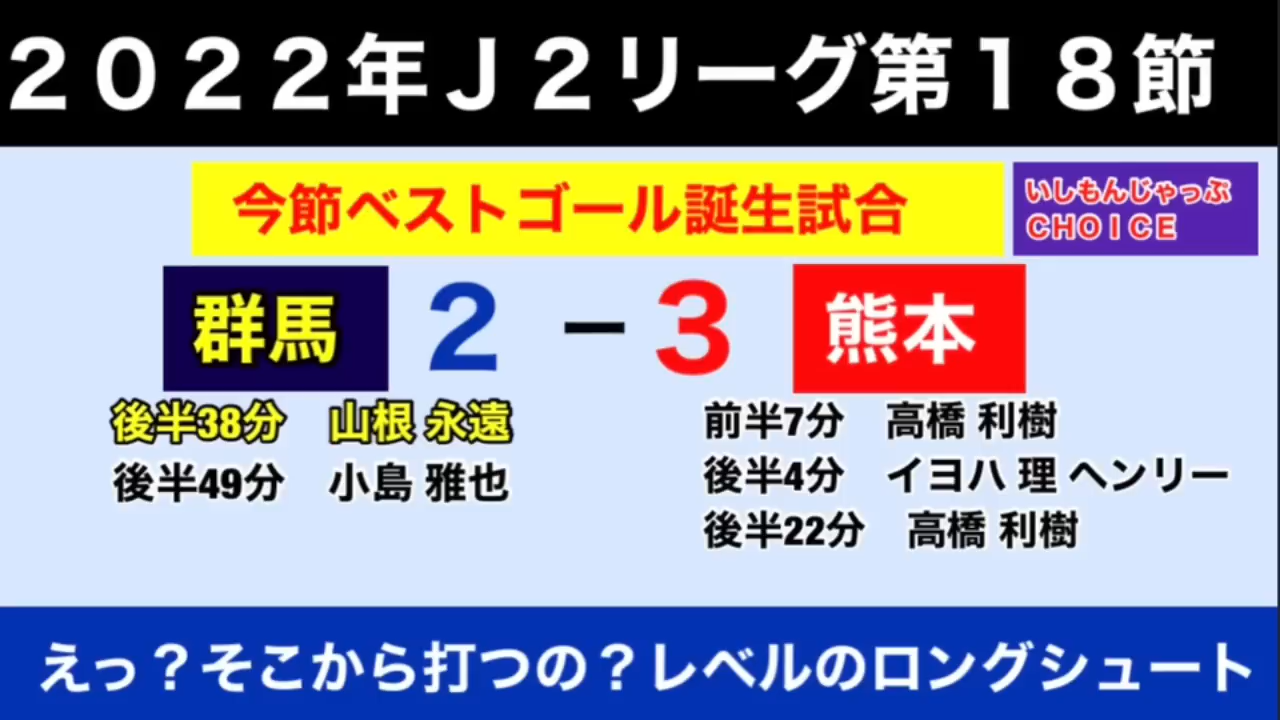 ２０２２年Ｊ２リーグ第１８節
今節ベストゴール誕生試合
いしもんじゃっぷ
ＣＨＯＩＣＥ
群馬 2 － 3 熊本
後半38分 山根 永遠
後半49分 小島 雅也
前半7分 高橋 利樹
後半4分 イヨハ 理 ヘンリー
後半22分 高橋 利樹
えっ？そこから打つの？レベルのロングシュート